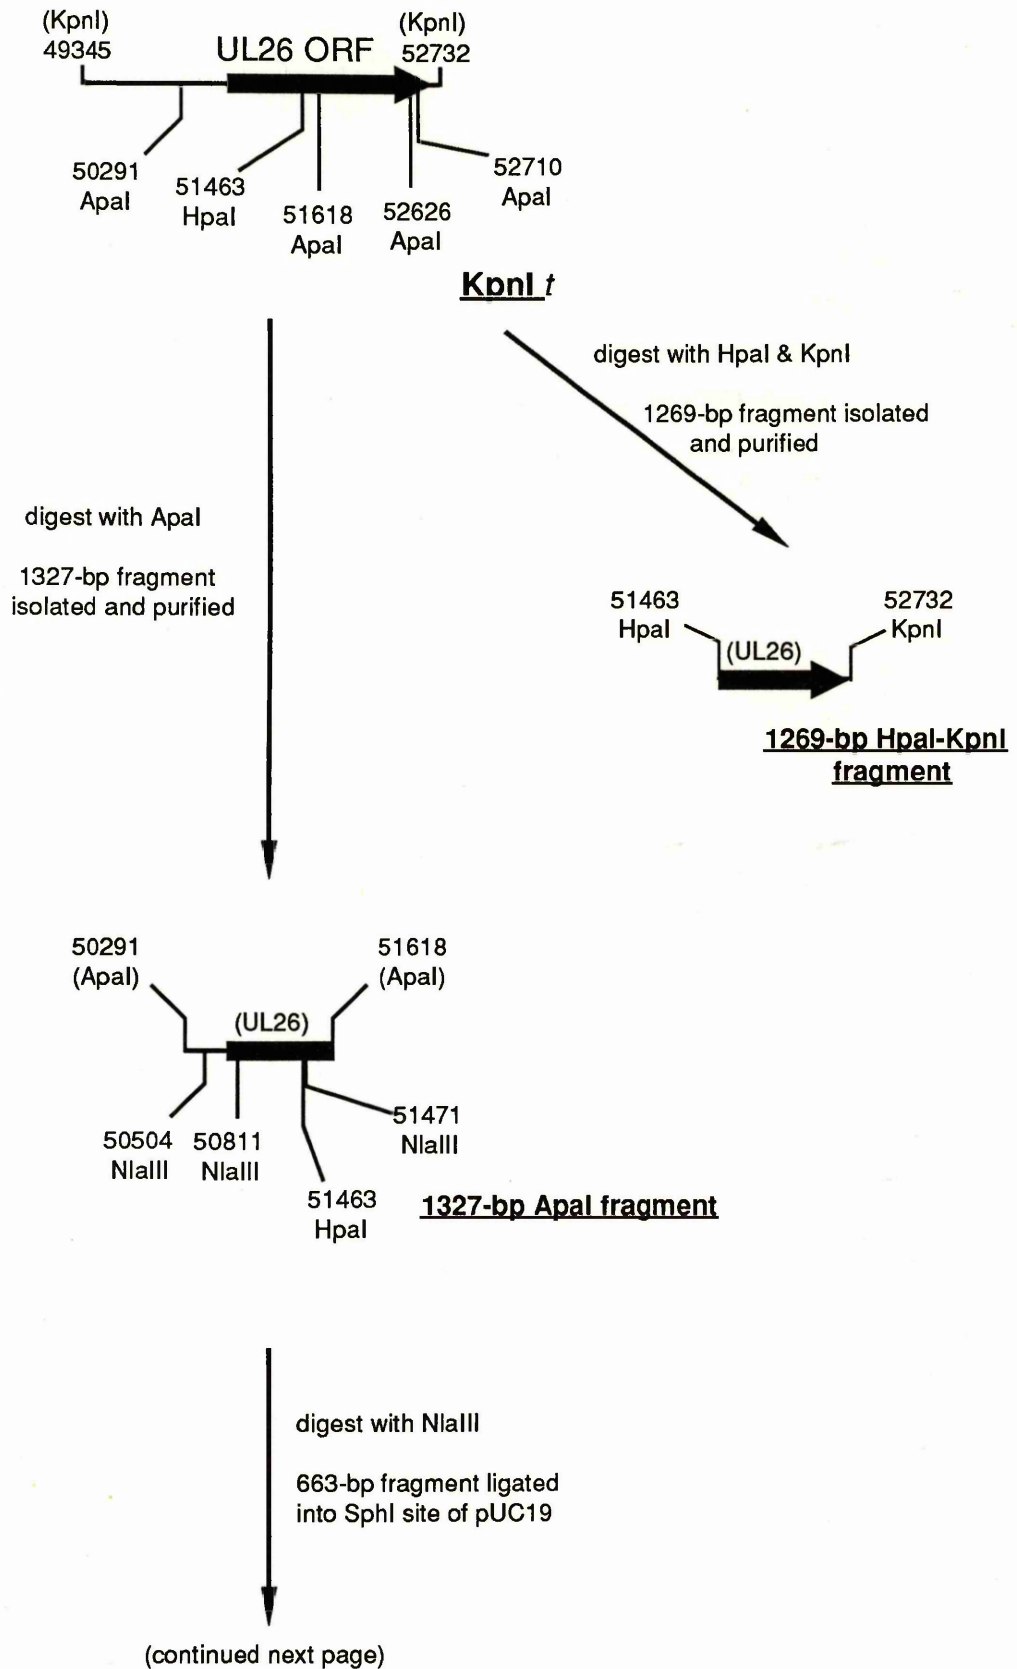 (KpnI)
49345
UL26 ORF
(KpnI)
52732
50291
ApaI
51463
HpaI
51618
ApaI
52626
ApaI
52710
ApaI
KpnI t
digest with HpaI & KpnI
1269-bp fragment isolated
and purified
digest with ApaI
1327-bp fragment
isolated and purified
51463
HpaI
52732
KpnI
(UL26)
1269-bp HpaI-KpnI
fragment
50291
(ApaI)
51618
(ApaI)
(UL26)
50504
NlaIII
50811
NlaIII
51471
NlaIII
51463
HpaI
1327-bp ApaI fragment
digest with NlaIII
663-bp fragment ligated
into SphI site of pUC19
(continued next page)